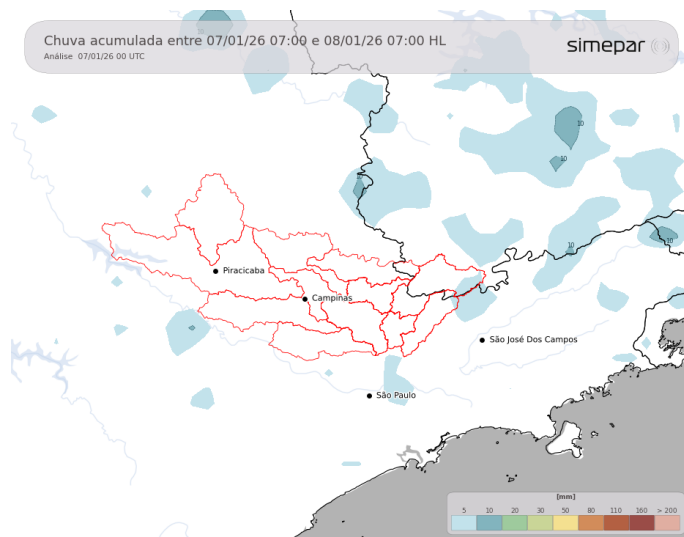 Chuva acumulada entre 07/01/26 07:00 e 08/01/26 07:00 HL
simepar
Análise 07/01/26 00 UTC
10
10
10
10
10
Piracicaba
Campinas
São José Dos Campos
São Paulo
[mm]
5 10 20 30 50 80 110 160 > 200